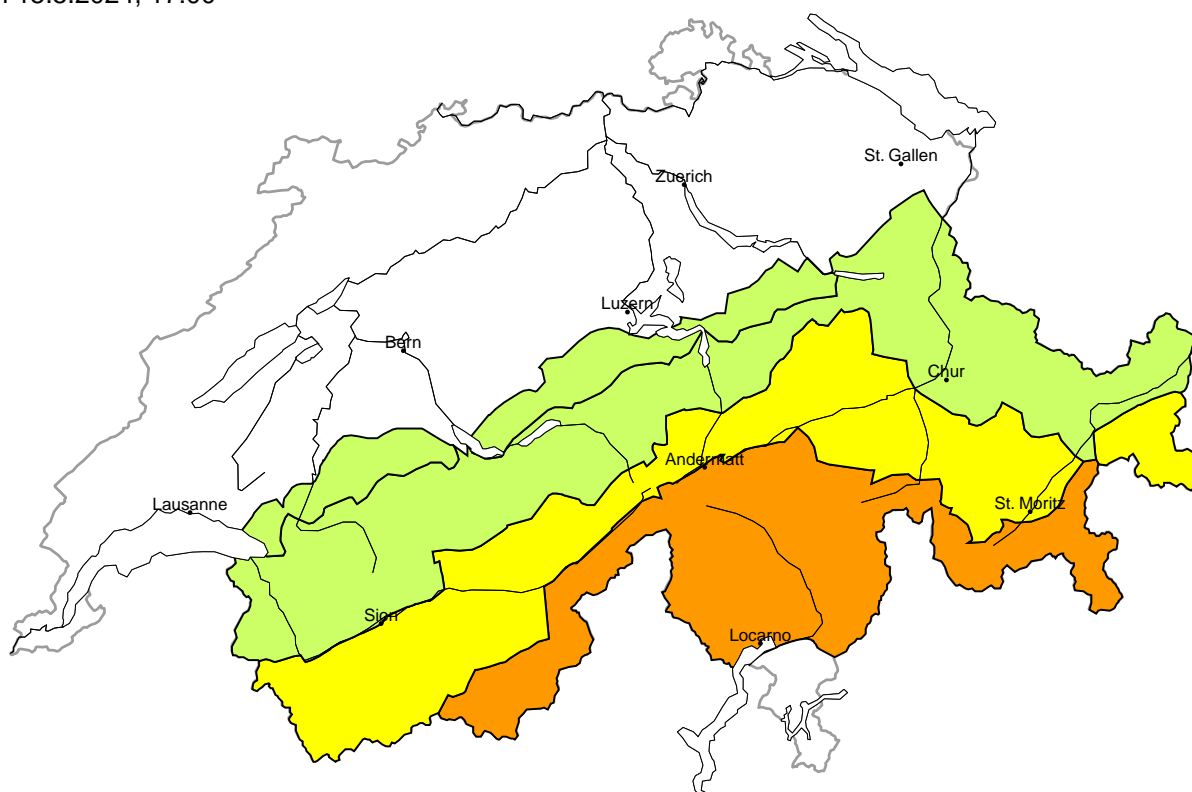 St. Gallen
Zuerich
Luzern
Bern
Chur
Andermatt
Lausanne
St. Moritz
Sion
Locarno